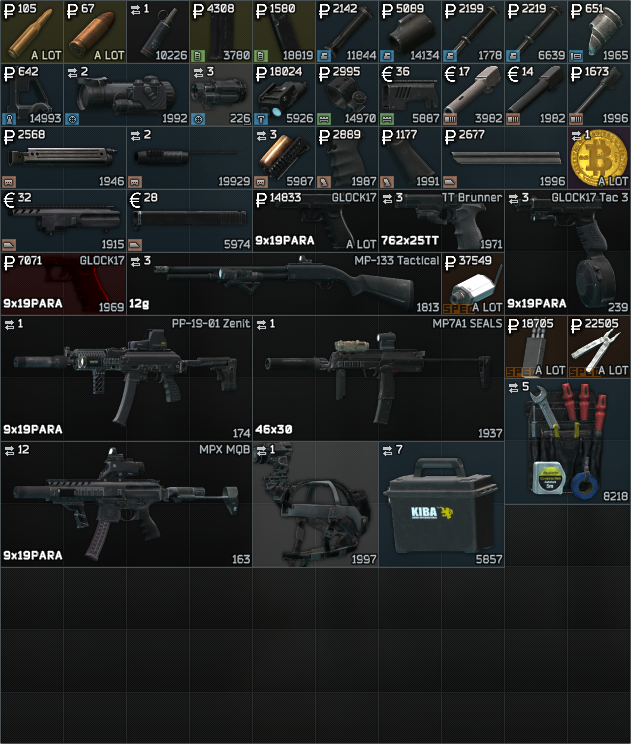 ₽ 105 A LOT
₽ 67 A LOT
1 10226
₽ 4308 3780
₽ 1580 18819
₽ 2142 11844
₽ 5089 14134
₽ 2199 1778
₽ 2219 6639
₽ 651 1965
₽ 642 14993
2 1992
3 226
₽ 18024 5926
₽ 2995 14970
€ 36 5887
€ 17 3982
€ 14 1982
₽ 1673 1996
₽ 2568 1946
2 19929
3 5987
₽ 2889 1987
₽ 1177 1991
₽ 2677 1996
1 A LOT
€ 32 1915
€ 28 5974
₽ 14833 GLOCK17
9x19PARA A LOT
3 TT Brunner
762x25TT 1971
3 GLOCK17 Tac 3
9x19PARA 239
₽ 7071 GLOCK17
9x19PARA 1969
3 MP-133 Tactical
12g 1813
₽ 37549
A LOT
1 PP-19-01 Zenit
9x19PARA 174
1 MP7A1 SEALS
46x30 1937
₽ 18705
A LOT
₽ 22505
A LOT
5
8218
12 MPX MQB
9x19PARA 163
1
1997
7
KIBA
5857